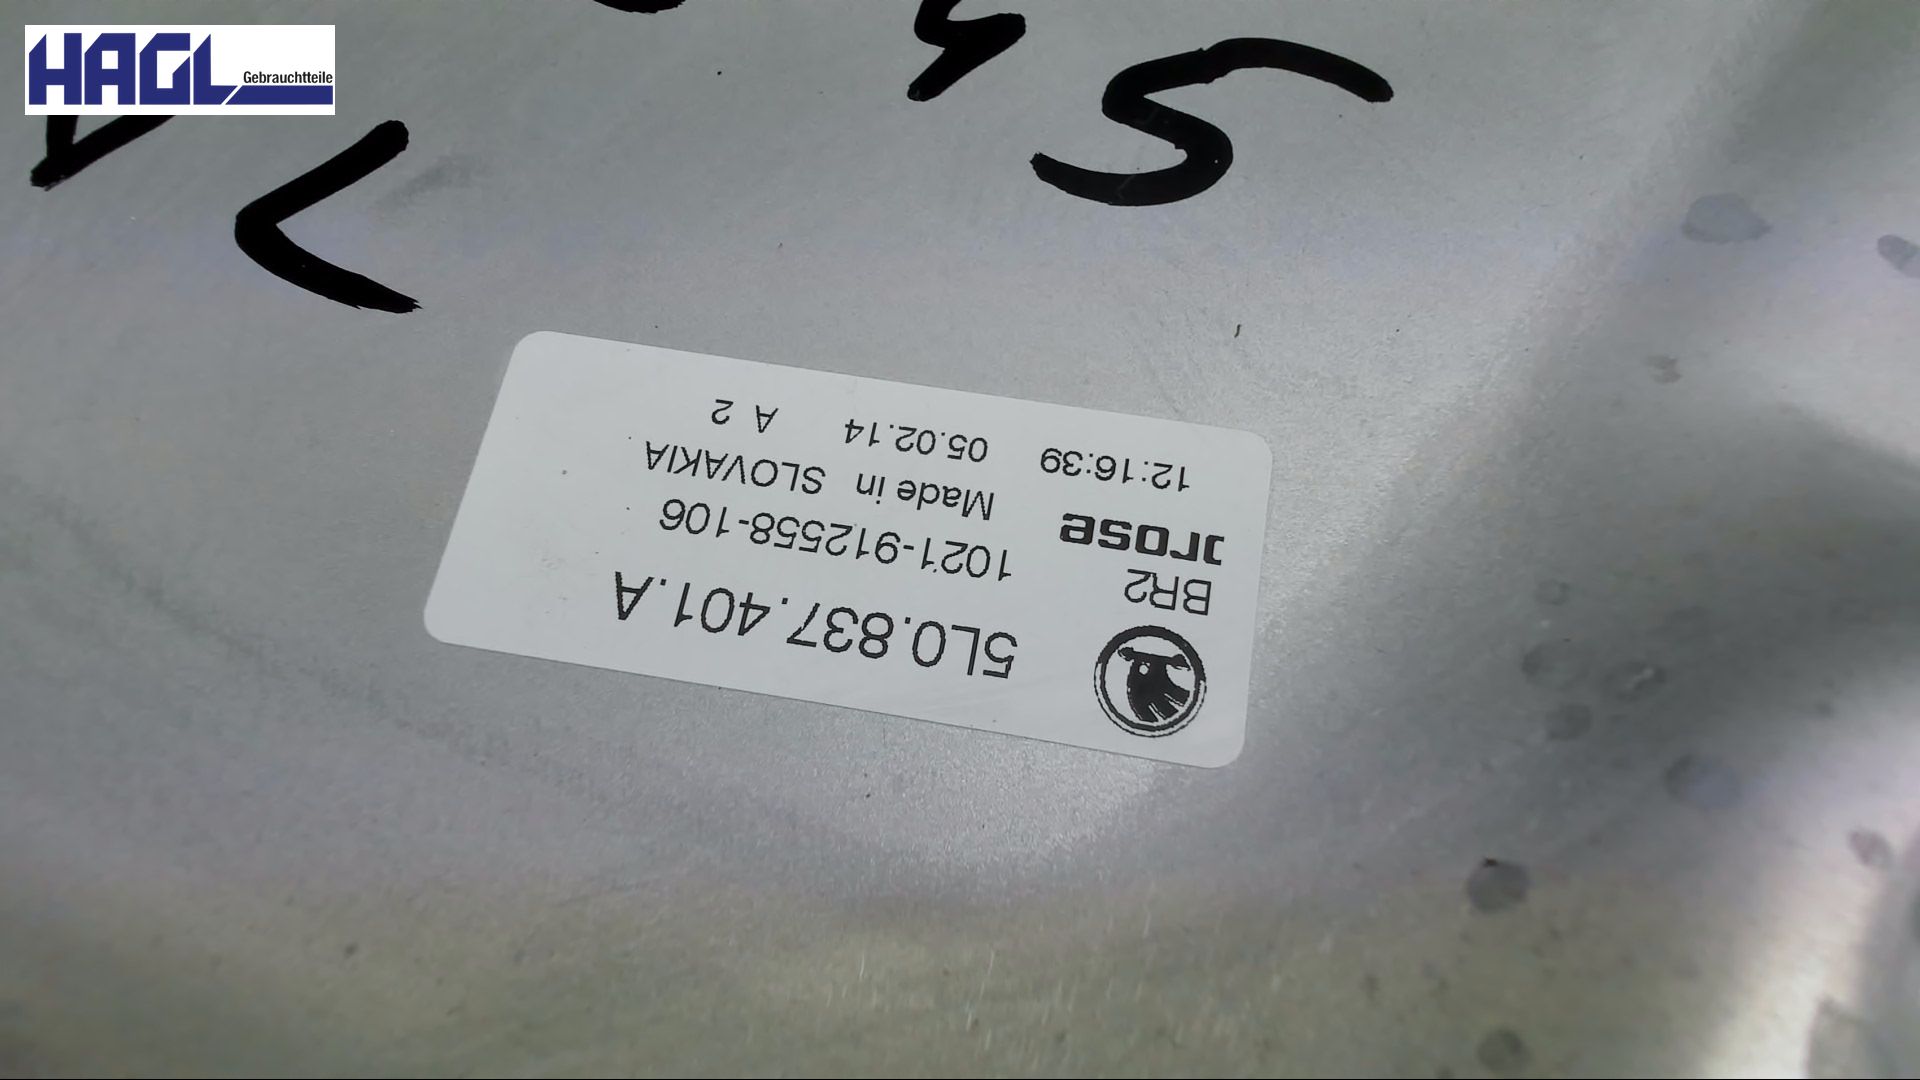 HAGL
Gebrauchtteile
5L0.837.401.A
BR2
1021-912558-106
rose
Made in SLOVAKIA
12:16:39 05.02.14 A 2